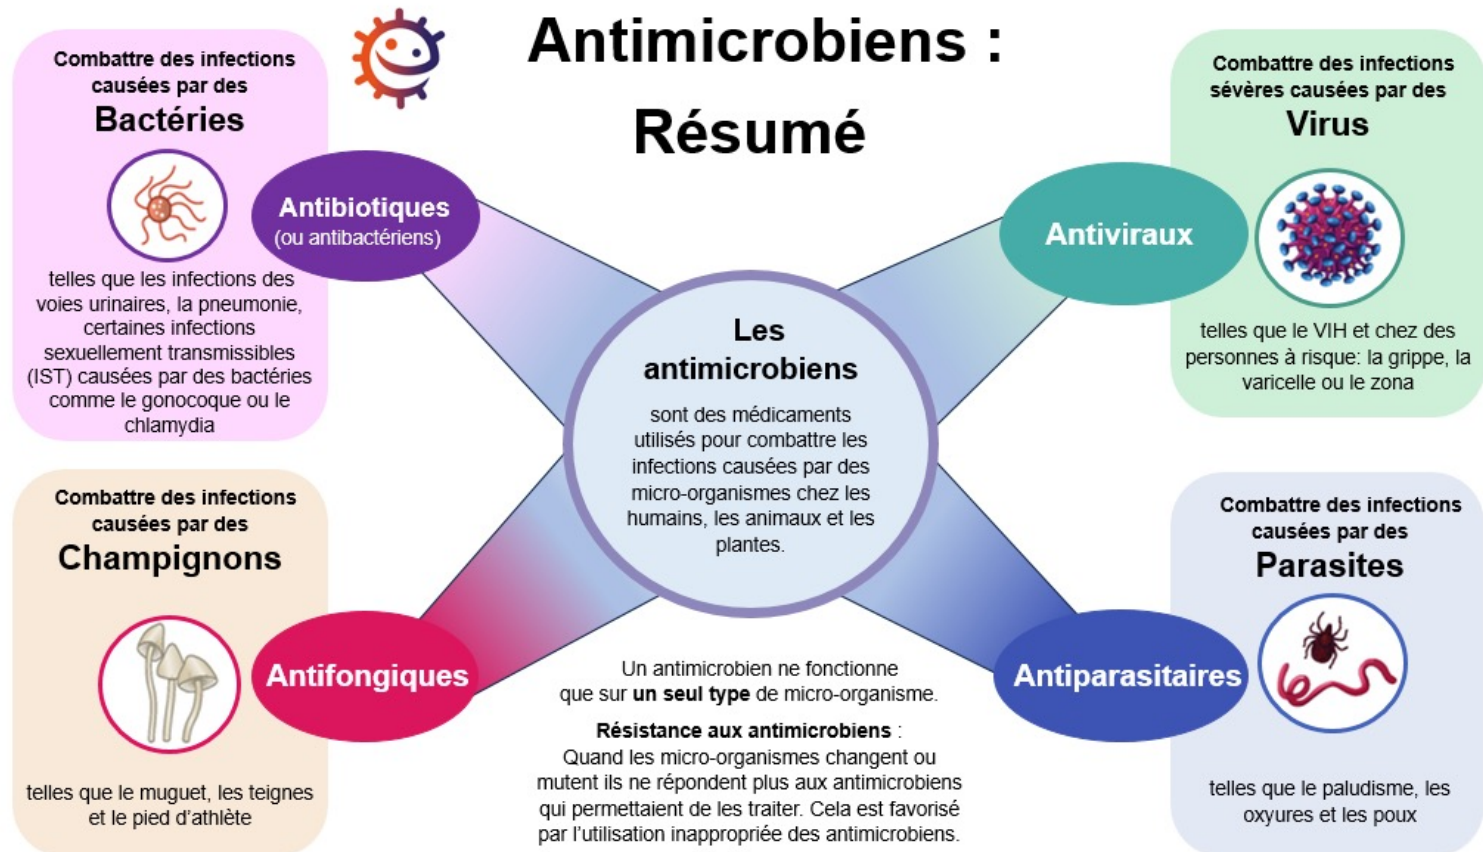 Antimicrobiens :
Résumé
Combattre des infections
causées par des
Bactéries
Antibiotiques
(ou antibactériens)
telles que les infections des
voies urinaires, la pneumonie,
certaines infections
sexuellement transmissibles
(IST) causées par des bactéries
comme le gonocoque ou le
chlamydia
Combattre des infections
sévères causées par des
Virus
Antiviraux
telles que le VIH et chez des
personnes à risque: la grippe, la
varicelle ou le zona
Les
antimicrobiens
sont des médicaments
utilisés pour combattre les
infections causées par des
micro-organismes chez les
humains, les animaux et les
plantes.
Combattre des infections
causées par des
Champignons
Antifongiques
telles que le muguet, les teignes
et le pied d'athlète
Combattre des infections
causées par des
Parasites
Antiparasitaires
telles que le paludisme, les
oxyures et les poux
Un antimicrobien ne fonctionne
que sur un seul type de micro-organisme.
Résistance aux antimicrobiens :
Quand les micro-organismes changent ou
mutent ils ne répondent plus aux antimicrobiens
qui permettaient de les traiter. Cela est favorisé
par l'utilisation inappropriée des antimicrobiens.